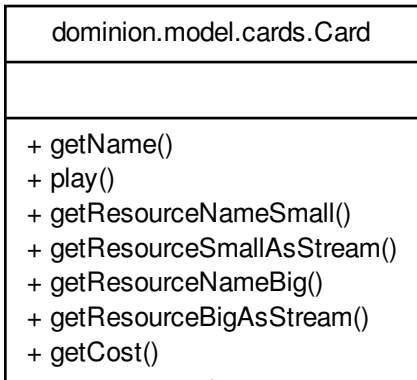 dominion.model.cards.Card
+ getName()
+ play()
+ getResourceNameSmall()
+ getResourceSmallAsStream()
+ getResourceNameBig()
+ getResourceBigAsStream()
+ getCost()